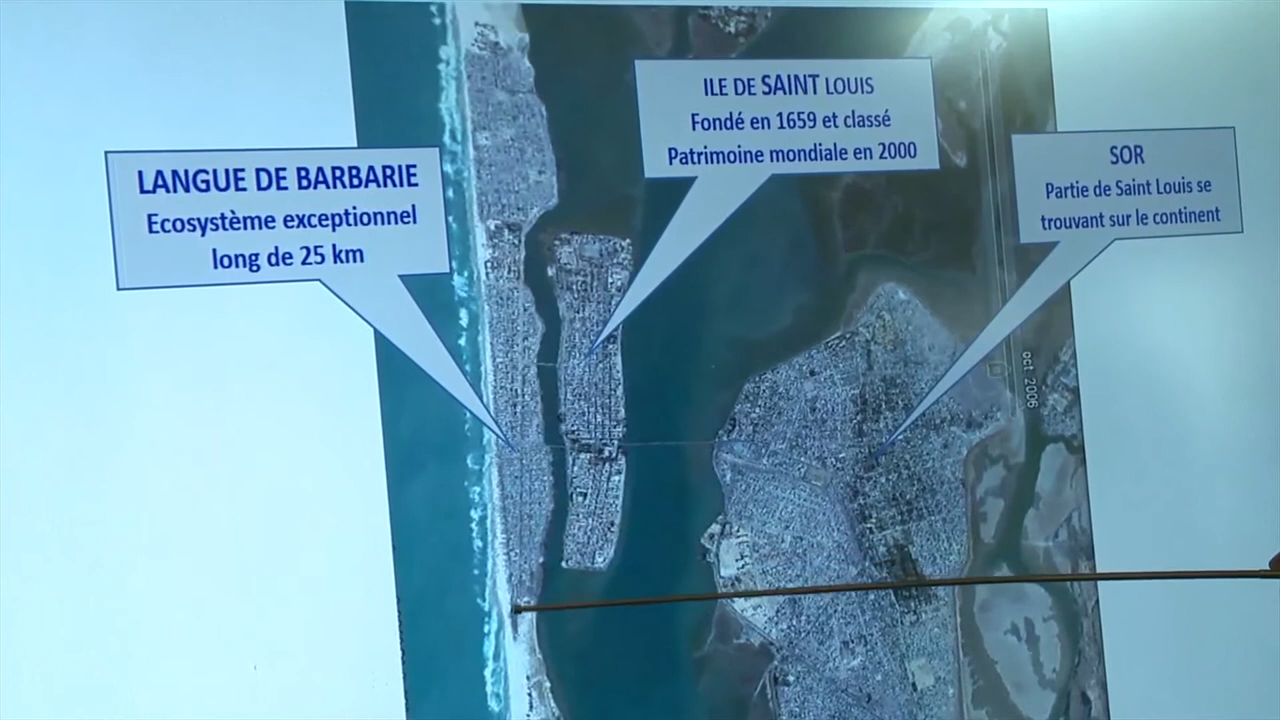 LANGUE DE BARBARIE
Ecosystème exceptionnel
long de 25 km
ILE DE SAINT LOUIS
Fondé en 1659 et classé
Patrimoine mondiale en 2000
SOR
Partie de Saint Louis se
trouvant sur le continent
oct. 2006